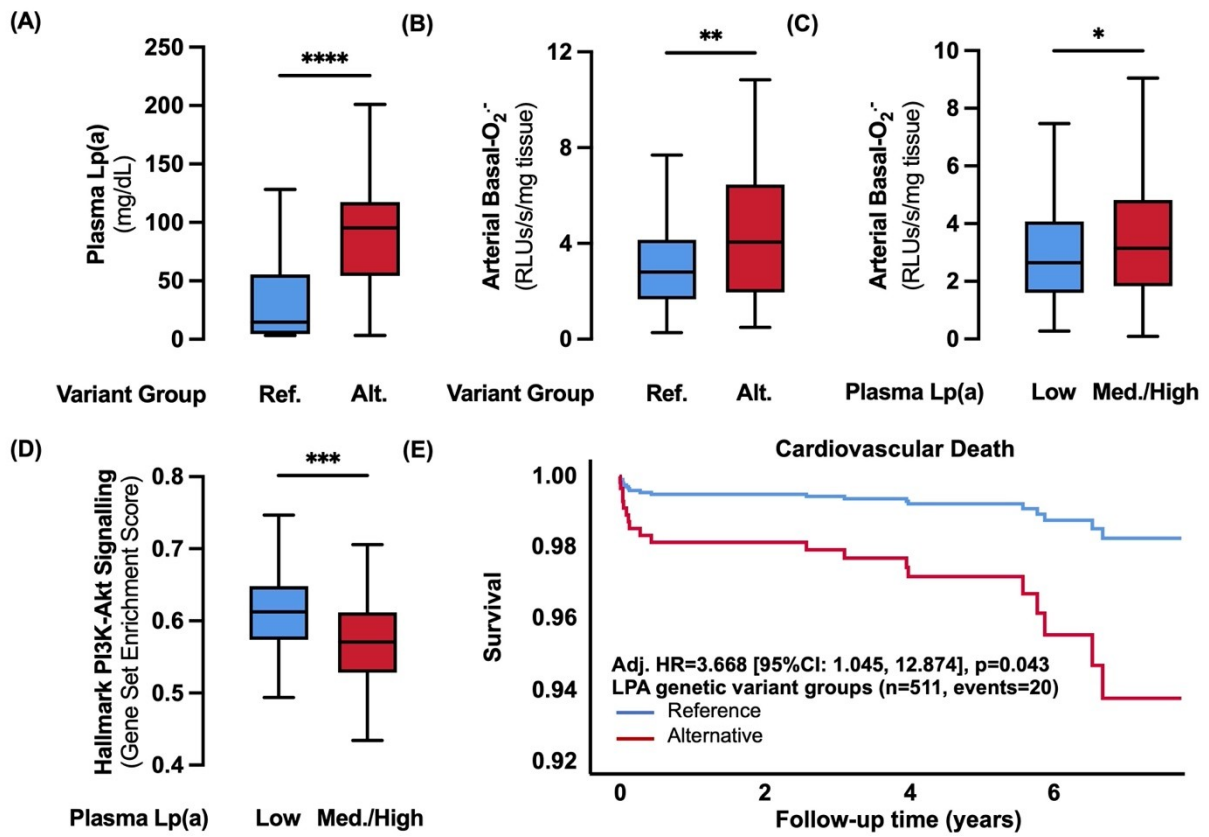 (A)
250
200
150
100
50
0
Plasma Lp(a)
(mg/dL)
****
Variant Group Ref. Alt.
(B)
12
8
4
0
Arterial Basal-O₂·-
(RLUs/s/mg tissue)
**
Variant Group Ref. Alt.
(C)
10
8
6
4
2
0
Arterial Basal-O₂·-
(RLUs/s/mg tissue)
*
Plasma Lp(a) Low Med./High
(D)
0.8
0.7
0.6
0.5
0.4
Hallmark PI3K-Akt Signalling
(Gene Set Enrichment Score)
***
Plasma Lp(a) Low Med./High
(E)
Cardiovascular Death
1.00
0.98
0.96
0.94
0.92
Survival
Adj. HR=3.668 [95%CI: 1.045, 12.874], p=0.043
LPA genetic variant groups (n=511, events=20)
Reference
Alternative
0 2 4 6
Follow-up time (years)